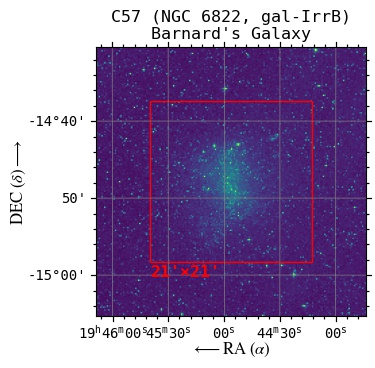 C57 (NGC 6822, gal-IrrB)
Barnard's Galaxy
DEC (δ) ⟶
-14°40'
50'
-15°00'
21'×21'
19ʰ46ᵐ00ˢ 45ᵐ30ˢ 00ˢ 44ᵐ30ˢ 00ˢ
⟵ RA (α)